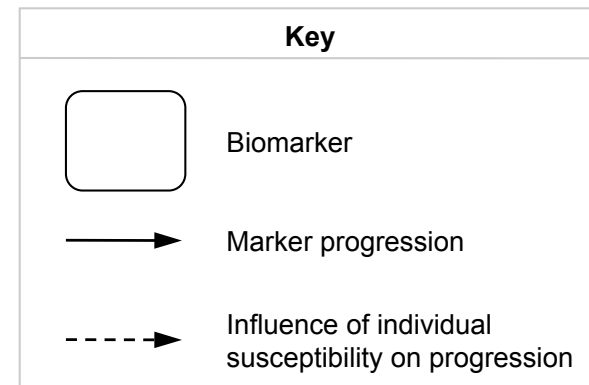 Key
Biomarker
Marker progression
Influence of individual
susceptibility on progression